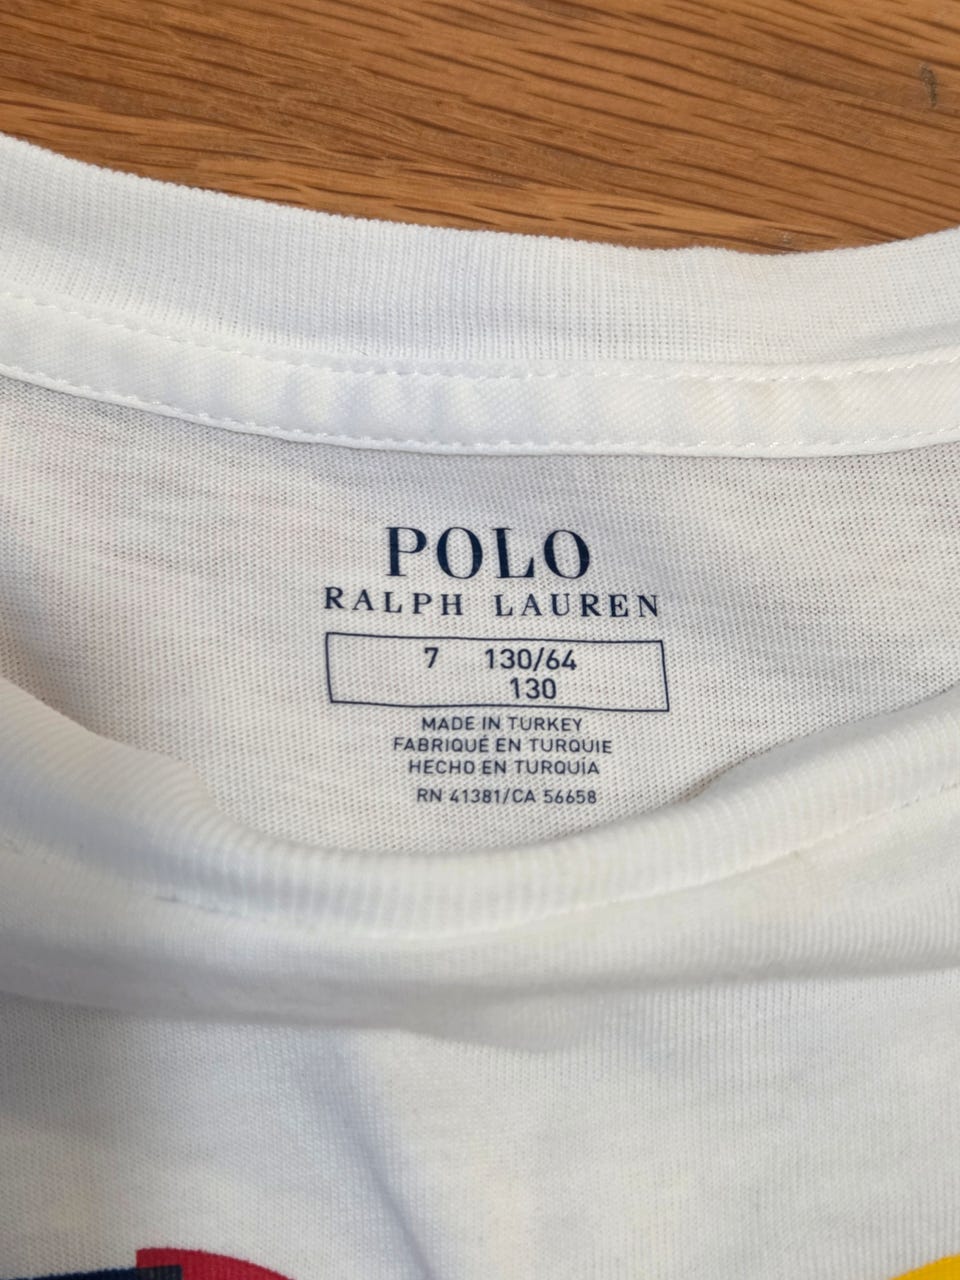 POLO
RALPH LAUREN
7 130/64
130
MADE IN TURKEY
FABRIQUÉ EN TURQUIE
HECHO EN TURQUIA
RN 41381/CA 56658